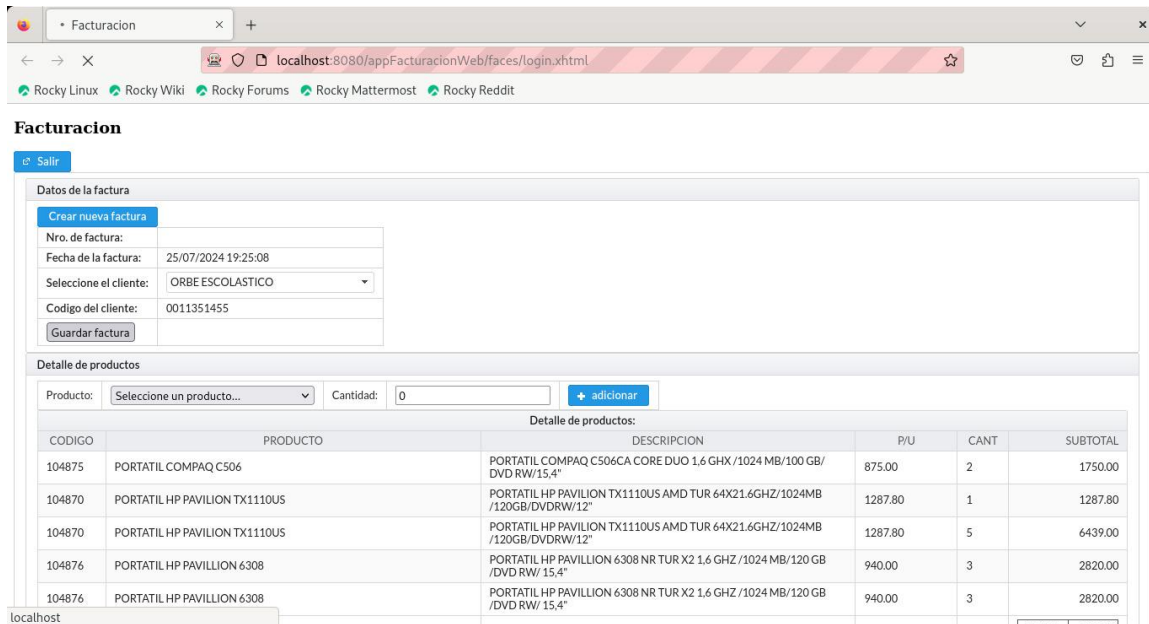 Facturacion
localhost:8080/appFacturacionWeb/faces/login.xhtml
Rocky Linux Rocky Wiki Rocky Forums Rocky Mattermost Rocky Reddit
Facturacion
Salir
Datos de la factura
Crear nueva factura
Nro. de factura:
Fecha de la factura: 25/07/2024 19:25:08
Seleccione el cliente: ORBE ESCOLASTICO
Codigo del cliente: 0011351455
Guardar factura
Detalle de productos
Producto: Seleccione un producto... Cantidad: 0 + adicionar
Detalle de productos:
CODIGO PRODUCTO DESCRIPCION P/U CANT SUBTOTAL
104875 PORTATIL COMPAQ C506 PORTATIL COMPAQ C506CA CORE DUO 1,6 GHX /1024 MB/100 GB/ 875.00 2 1750.00
DVD RW/15,4"
104870 PORTATIL HP PAVILION TX1110US PORTATIL HP PAVILION TX1110US AMD TUR 64X21.6GHZ/1024MB 1287.80 1 1287.80
/120GB/DVDRW/12"
104870 PORTATIL HP PAVILION TX1110US PORTATIL HP PAVILION TX1110US AMD TUR 64X21.6GHZ/1024MB 1287.80 5 6439.00
/120GB/DVDRW/12"
104876 PORTATIL HP PAVILLION 6308 PORTATIL HP PAVILLION 6308 NR TUR X2 1,6 GHZ /1024 MB/120 GB 940.00 3 2820.00
/DVD RW/ 15,4"
104876 PORTATIL HP PAVILLION 6308 PORTATIL HP PAVILLION 6308 NR TUR X2 1,6 GHZ /1024 MB/120 GB 940.00 3 2820.00
/DVD RW/ 15,4"
localhost